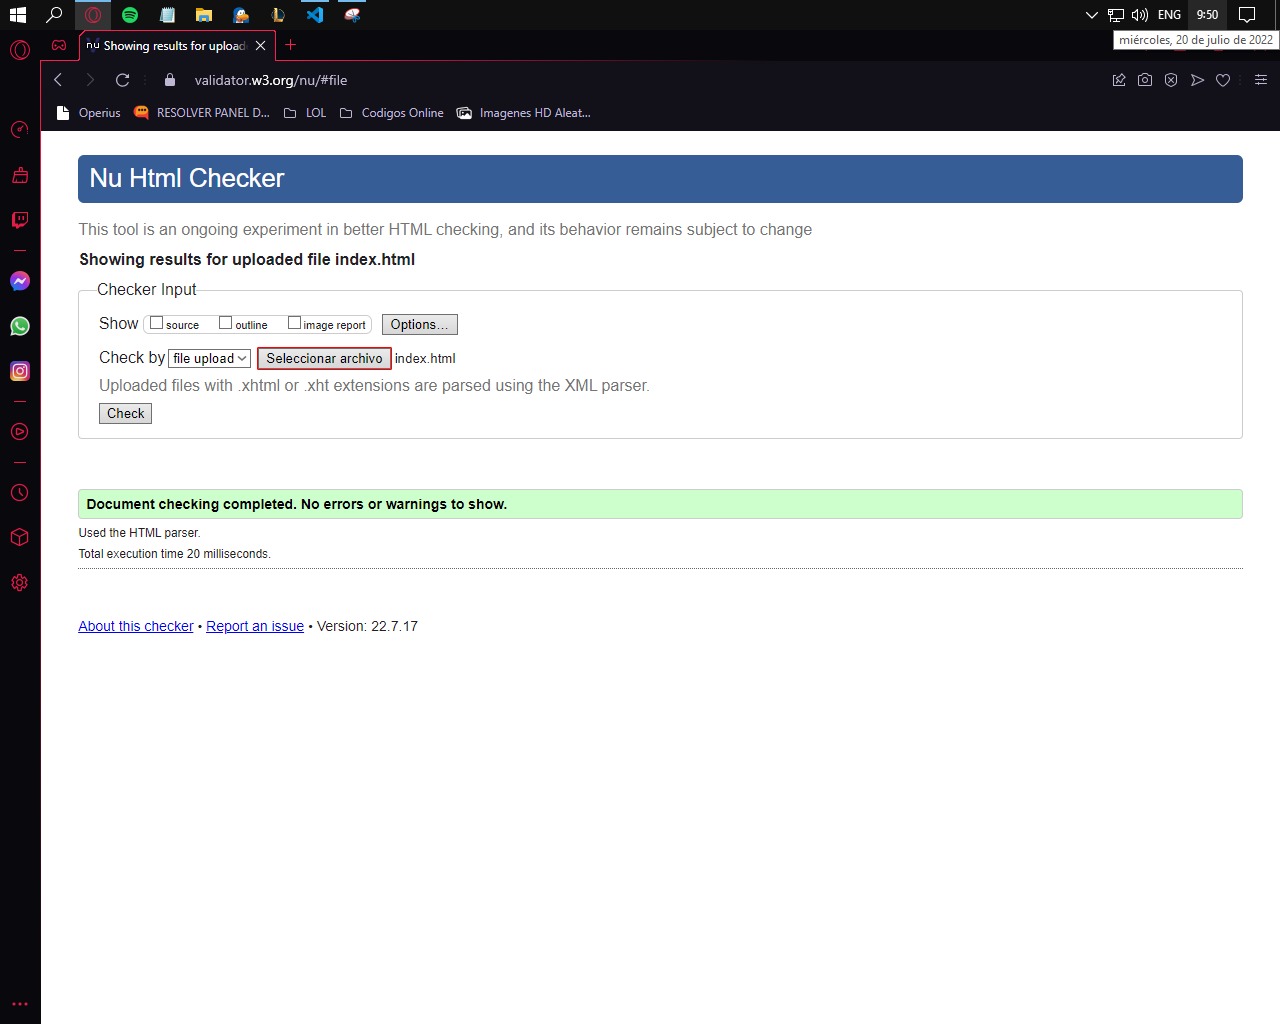 ENG 9:50
nu Showing results for upload
miércoles, 20 de julio de 2022
validator.w3.org/nu/#file
Operius RESOLVER PANEL D... LOL Codigos Online Imagenes HD Aleat...
Nu Html Checker
This tool is an ongoing experiment in better HTML checking, and its behavior remains subject to change
Showing results for uploaded file index.html
Checker Input
Show source outline image report Options...
Check by file upload Seleccionar archivo index.html
Uploaded files with .xhtml or .xht extensions are parsed using the XML parser.
Check
Document checking completed. No errors or warnings to show.
Used the HTML parser.
Total execution time 20 milliseconds.
About this checker • Report an issue • Version: 22.7.17